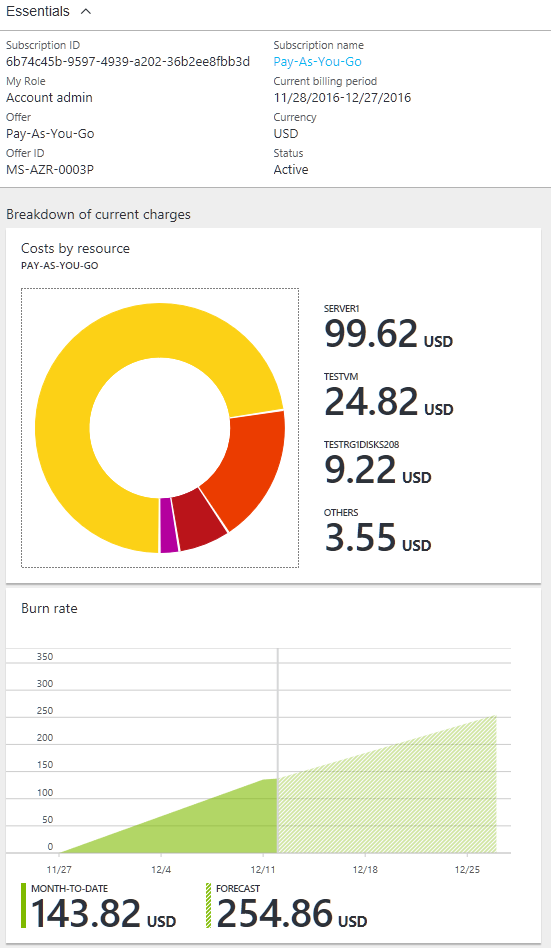 Essentials
Subscription ID
Subscription name
6b74c45b-9597-4939-a202-36b2ee8fbb3d
Pay-As-You-Go
My Role
Current billing period
Account admin
11/28/2016-12/27/2016
Offer
Currency
Pay-As-You-Go
USD
Offer ID
Status
MS-AZR-0003P
Active
Breakdown of current charges
Costs by resource
PAY-AS-YOU-GO
SERVER1
99.62 USD
TESTVM
24.82 USD
TESTRG1DISKS208
9.22 USD
OTHERS
3.55 USD
Burn rate
350
300
250
200
150
100
50
0
11/27 12/4 12/11 12/18 12/25
MONTH-TO-DATE
143.82 USD
FORECAST
254.86 USD